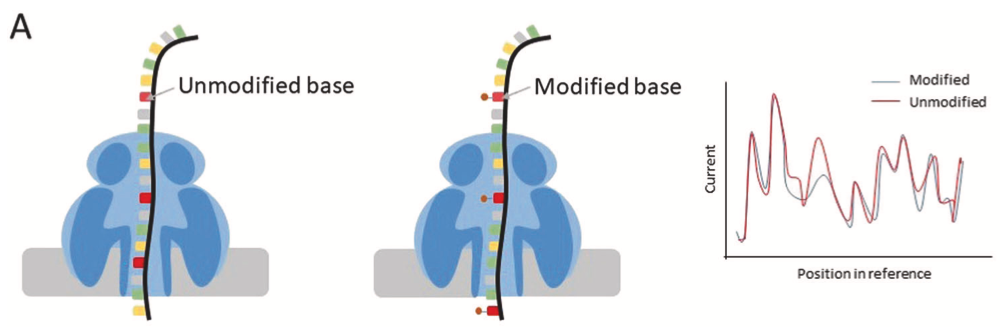 A
Unmodified base
Modified base
Modified
Unmodified
Current
Position in reference